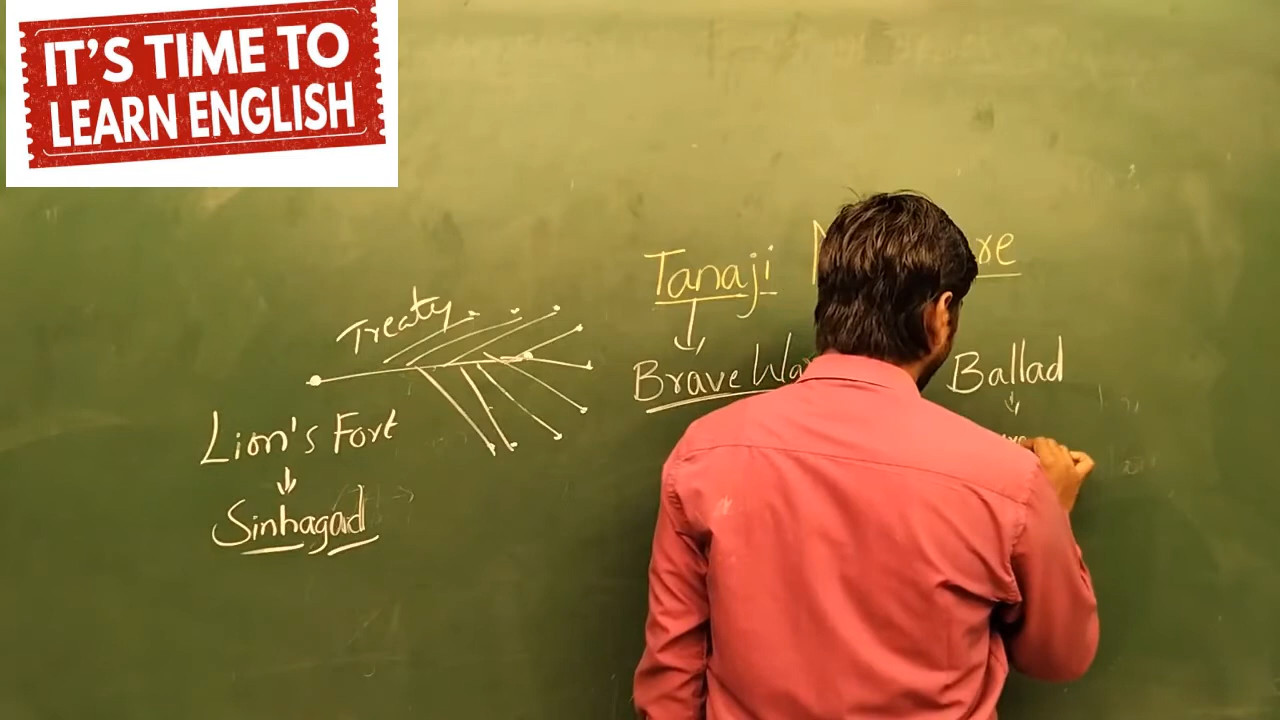 IT'S TIME TO
LEARN ENGLISH
Tanaji
Treaty
Brave
Ballad
Lion's Fort
Sinhagad